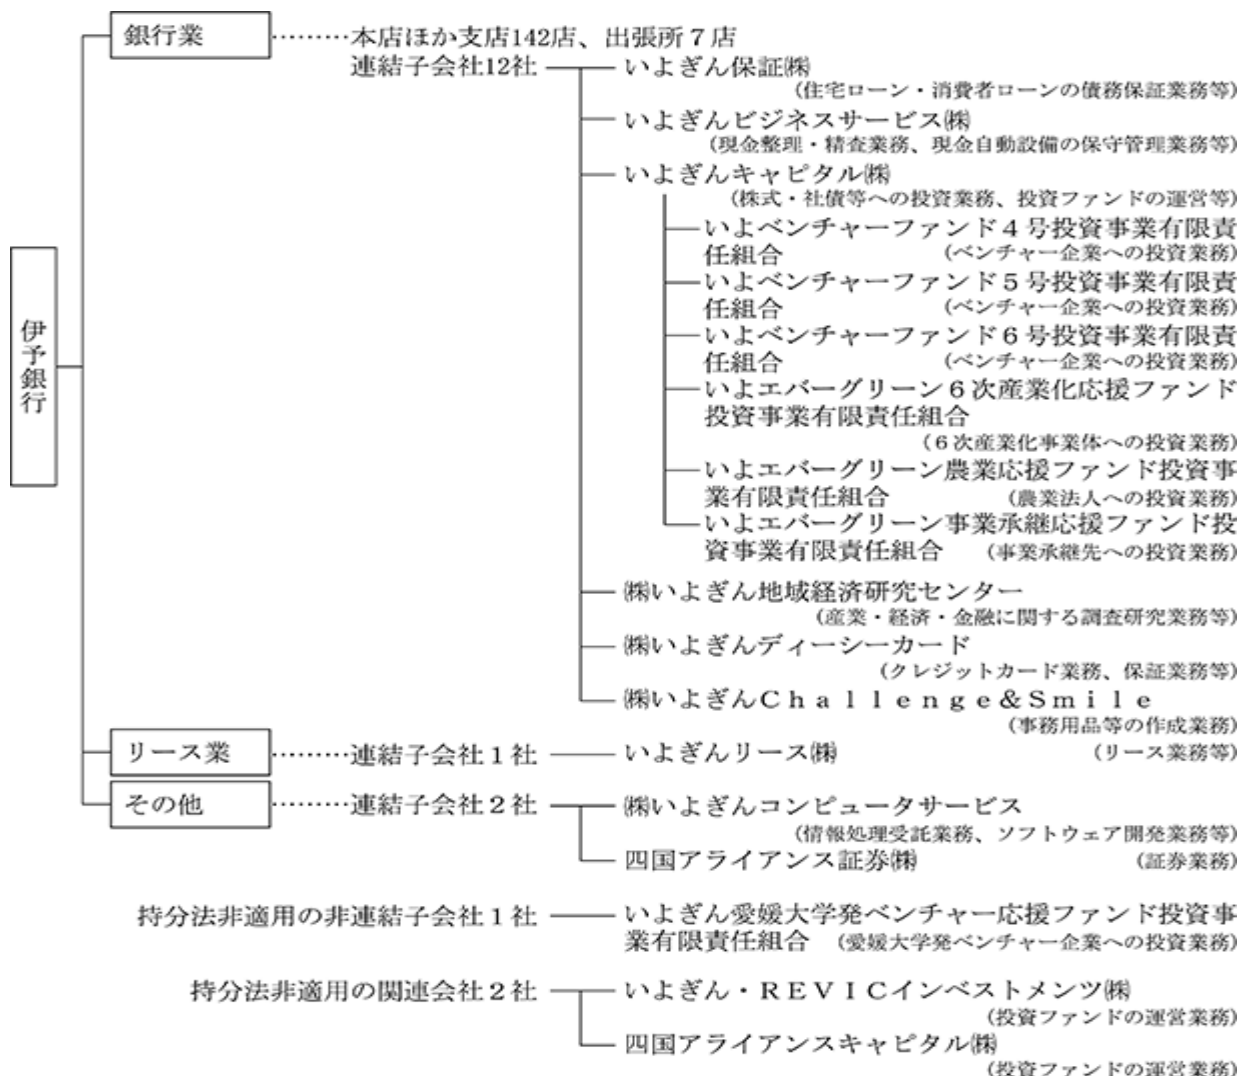 銀行業 ………本店ほか支店142店、出張所７店
連結子会社12社 いよぎん保証㈱
(住宅ローン・消費者ローンの債務保証業務等)
いよぎんビジネスサービス㈱
(現金整理・精査業務、現金自動設備の保守管理業務等)
いよぎんキャピタル㈱
(株式・社債等への投資業務、投資ファンドの運営等)
いよベンチャーファンド４号投資事業有限責
任組合 (ベンチャー企業への投資業務)
いよベンチャーファンド５号投資事業有限責
任組合 (ベンチャー企業への投資業務)
いよベンチャーファンド６号投資事業有限責
任組合 (ベンチャー企業への投資業務)
いよエバーグリーン６次産業化応援ファンド
投資事業有限責任組合
(６次産業化事業体への投資業務)
いよエバーグリーン農業応援ファンド投資事
業有限責任組合 (農業法人への投資業務)
いよエバーグリーン事業承継応援ファンド投
資事業有限責任組合 (事業承継先への投資業務)
伊予銀行
㈱いよぎん地域経済研究センター
(産業・経済・金融に関する調査研究業務等)
㈱いよぎんディーシーカード
(クレジットカード業務、保証業務等)
㈱いよぎんＣｈａｌｌｅｎｇｅ＆Ｓｍｉｌｅ
(事務用品等の作成業務)
リース業 ………連結子会社１社 いよぎんリース㈱ (リース業務等)
その他 ………連結子会社２社 ㈱いよぎんコンピュータサービス
(情報処理受託業務、ソフトウェア開発業務等)
四国アライアンス証券㈱ (証券業務)
持分法非適用の非連結子会社１社 いよぎん愛媛大学発ベンチャー応援ファンド投資事
業有限責任組合 (愛媛大学発ベンチャー企業への投資業務)
持分法非適用の関連会社２社 いよぎん・ＲＥＶＩＣインベストメンツ㈱
(投資ファンドの運営業務)
四国アライアンスキャピタル㈱
(投資ファンドの運営業務)